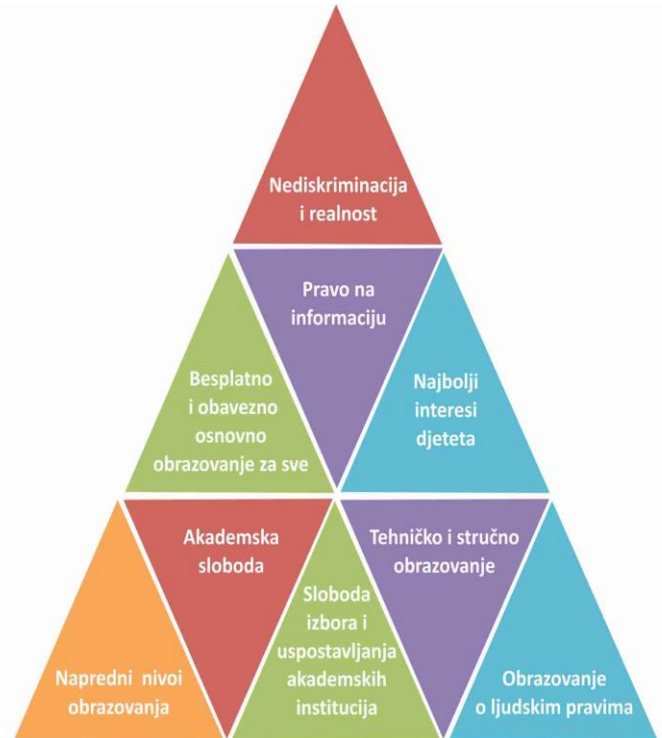 Nediskriminacija
i realnost
Pravo na
informaciju
Besplatno
i obavezno
osnovno
obrazovanje za sve
Najbolji
interesi
djeteta
Akademska
sloboda
Tehničko i stručno
obrazovanje
Napredni nivoi
obrazovanja
Sloboda
izbora i
uspostavljanja
akademskih
institucija
Obrazovanje
o ljudskim pravima